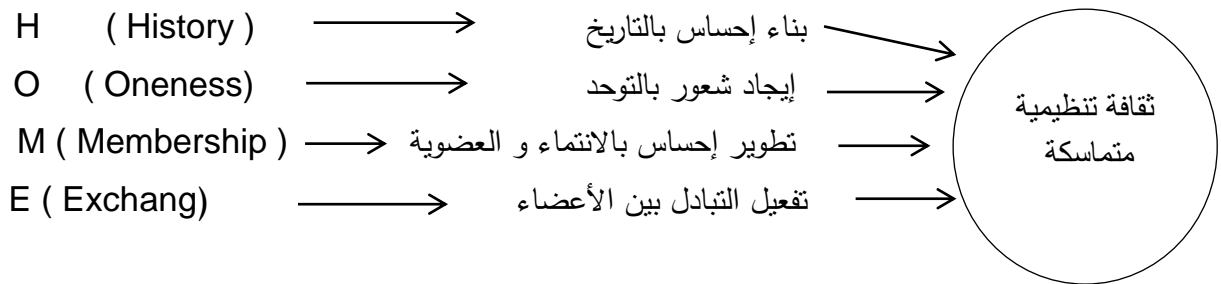 H ( History ) بناء إحساس بالتاريخ
O ( Oneness) إيجاد شعور بالتوحد
M ( Membership ) تطوير إحساس بالانتماء و العضوية
E ( Exchang) تفعيل التبادل بين الأعضاء
ثقافة تنظيمية
متماسكة